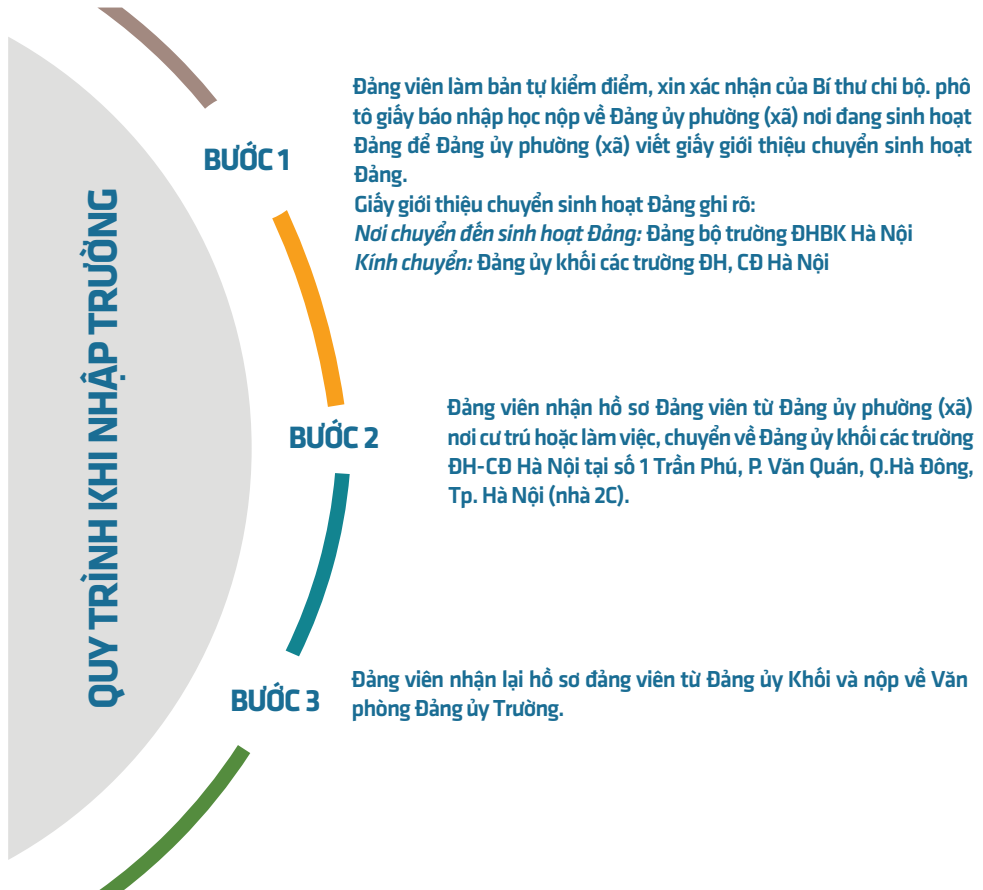 QUY TRÌNH KHI NHẬP TRƯỜNG
BƯỚC 1
Đảng viên làm bản tự kiểm điểm, xin xác nhận của Bí thư chi bộ. phô
tô giấy báo nhập học nộp về Đảng ủy phường (xã) nơi đang sinh hoạt
Đảng để Đảng ủy phường (xã) viết giấy giới thiệu chuyển sinh hoạt
Đảng.
Giấy giới thiệu chuyển sinh hoạt Đảng ghi rõ:
Nơi chuyển đến sinh hoạt Đảng: Đảng bộ trường ĐHBK Hà Nội
Kính chuyển: Đảng ủy khối các trường ĐH, CĐ Hà Nội
BƯỚC 2
Đảng viên nhận hồ sơ Đảng viên từ Đảng ủy phường (xã)
nơi cư trú hoặc làm việc, chuyển về Đảng ủy khối các trường
ĐH-CĐ Hà Nội tại số 1 Trần Phú, P. Văn Quán, Q.Hà Đông,
Tp. Hà Nội (nhà 2C).
BƯỚC 3
Đảng viên nhận lại hồ sơ đảng viên từ Đảng ủy Khối và nộp về Văn
phòng Đảng ủy Trường.